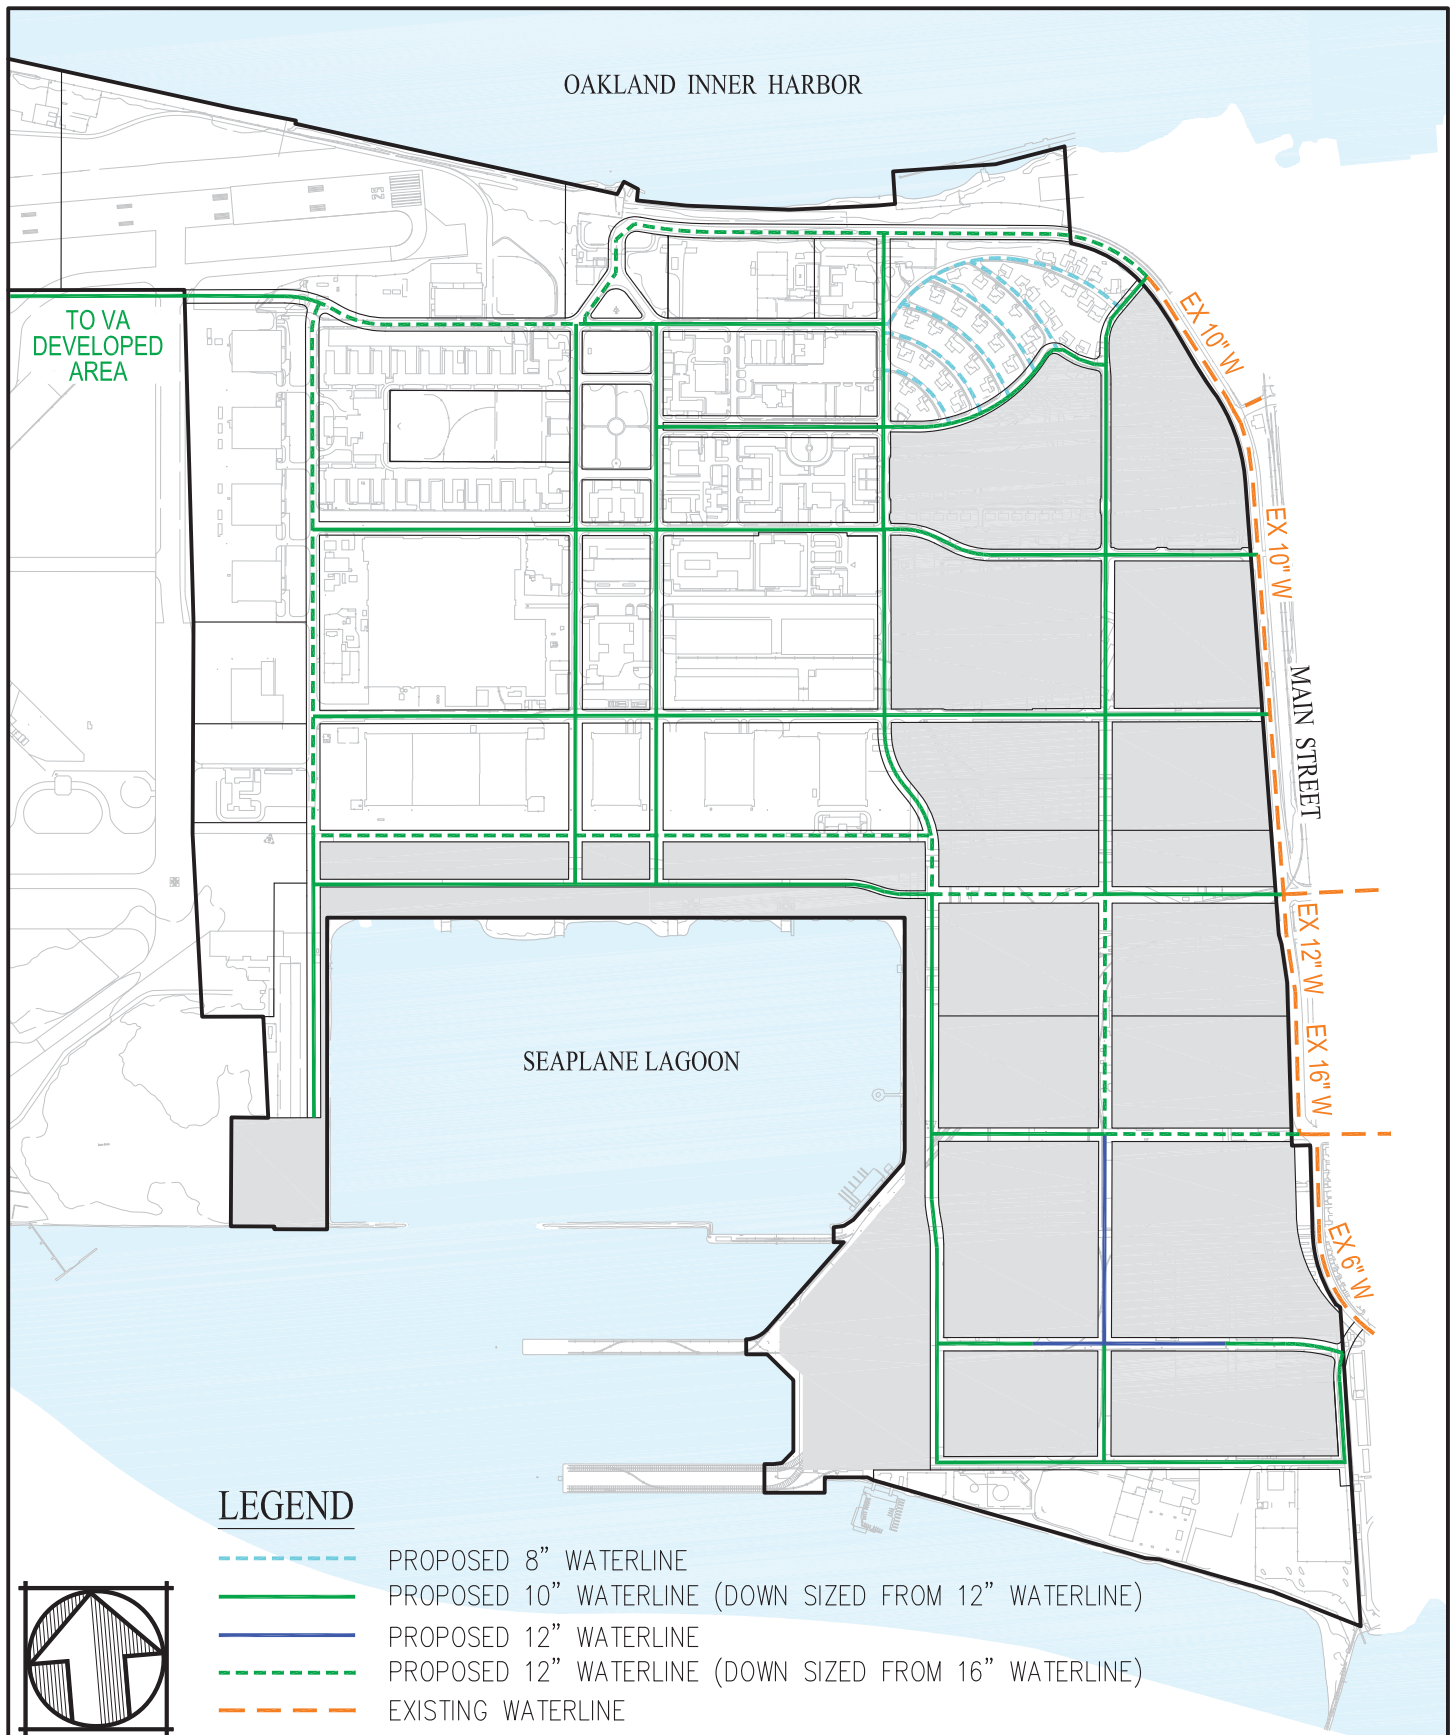 OAKLAND INNER HARBOR
TO VA
DEVELOPED
AREA
EX 10" W
EX 10" W
MAIN STREET
EX 12" W
EX 16" W
SEAPLANE LAGOON
EX 6" W
LEGEND
PROPOSED 8” WATERLINE
PROPOSED 10” WATERLINE (DOWN SIZED FROM 12” WATERLINE)
PROPOSED 12” WATERLINE
PROPOSED 12” WATERLINE (DOWN SIZED FROM 16” WATERLINE)
EXISTING WATERLINE